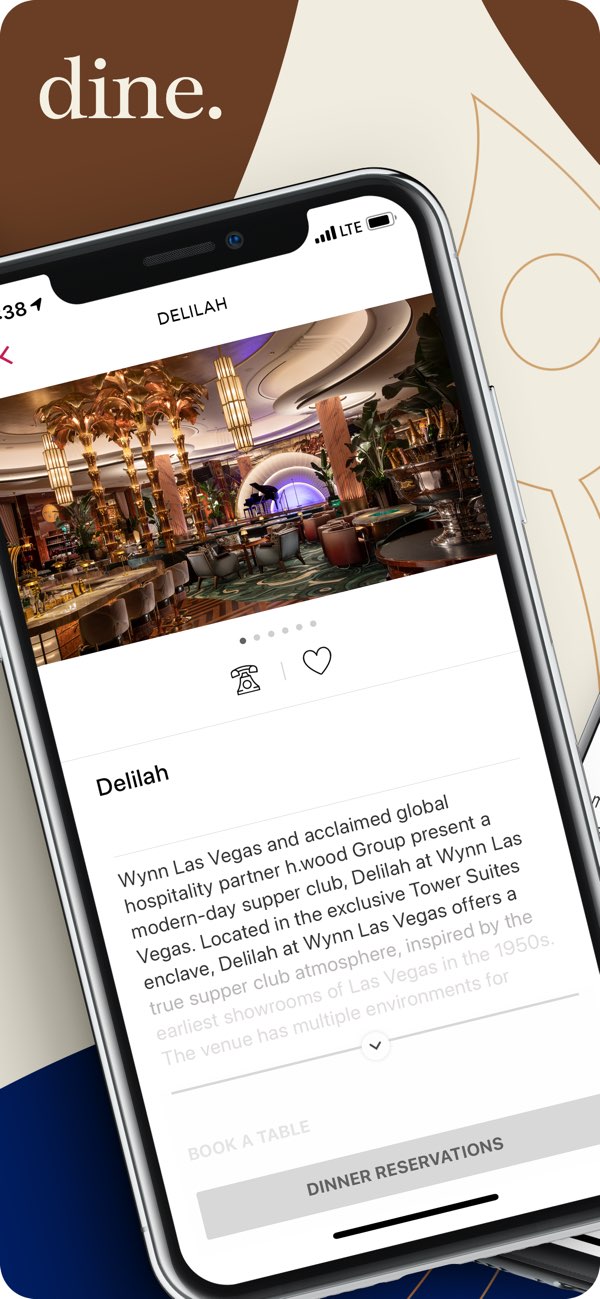 dine.
:38
LTE
DELILAH
Delilah
Wynn Las Vegas and acclaimed global
hospitality partner h.wood Group present a
modern-day supper club, Delilah at Wynn Las
Vegas. Located in the exclusive Tower Suites
enclave, Delilah at Wynn Las Vegas offers a
true supper club atmosphere, inspired by the
earliest showrooms of Las Vegas in the 1950s.
The venue has multiple environments for
BOOK A TABLE
DINNER RESERVATIONS